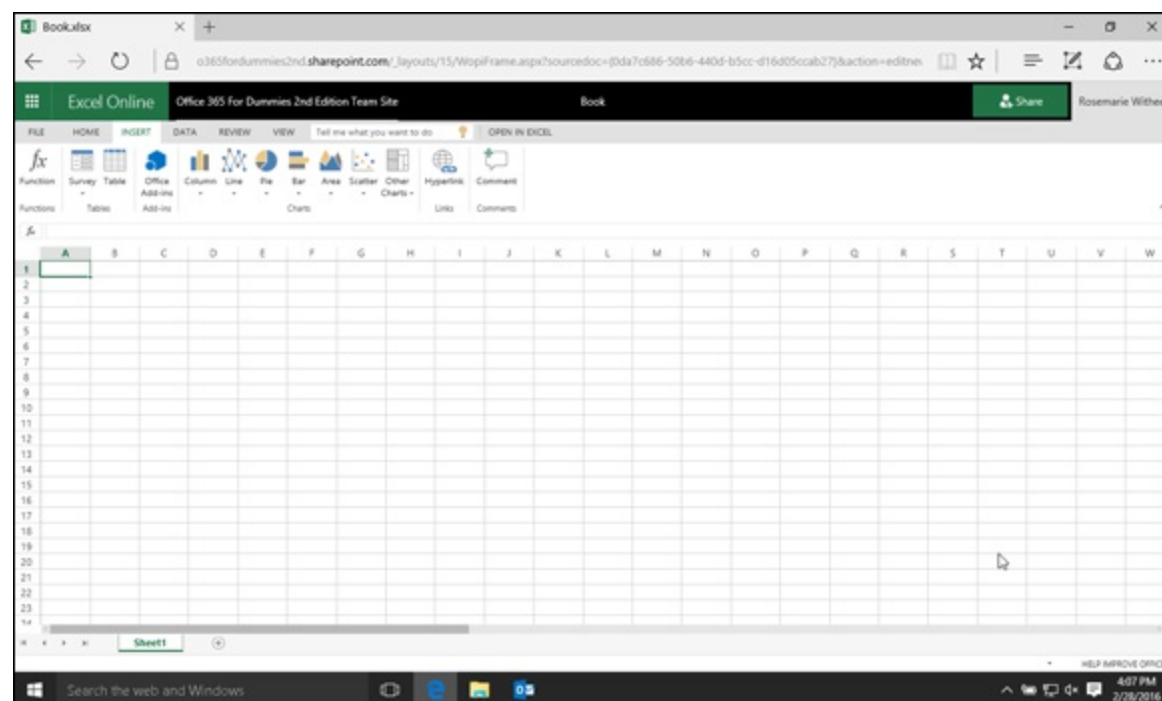 Book.xlsx
o365fordummies2nd.sharepoint.com/_layouts/15/WopiFrame.aspx?sourcedoc={0da7c686-50b6-440d-b5cc-d16d05ccab27}&action=editnew
Excel Online Office 365 For Dummies 2nd Edition Team Site Book Share Rosemarie Wither
FILE HOME INSERT DATA REVIEW VIEW Tell me what you want to do OPEN IN EXCEL
fx
Function Survey Table Office Add-ins Column Line Pie Bar Area Scatter Other Charts Hyperlink Comment
Functions Tables Add-ins Charts Links Comments
fx
A B C D E F G H I J K L M N O P Q R S T U V W
1
2
3
4
5
6
7
8
9
10
11
12
13
14
15
16
17
18
19
20
21
22
23
24
Sheet1
HELP IMPROVE OFFIC
Search the web and Windows 4:07 PM
2/28/2016